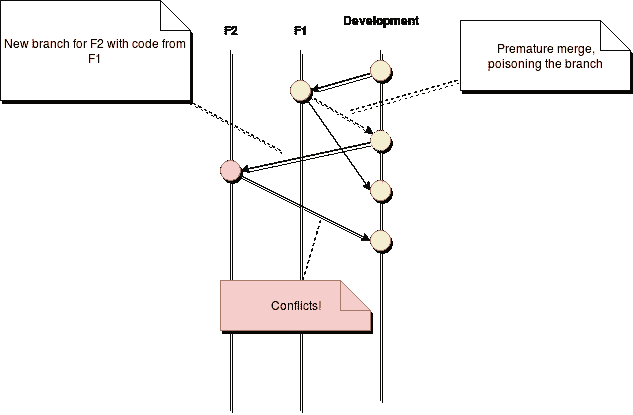 New branch for F2 with code from
F1
F2
F1
Development
Premature merge,
poisoning the branch
Conflicts!